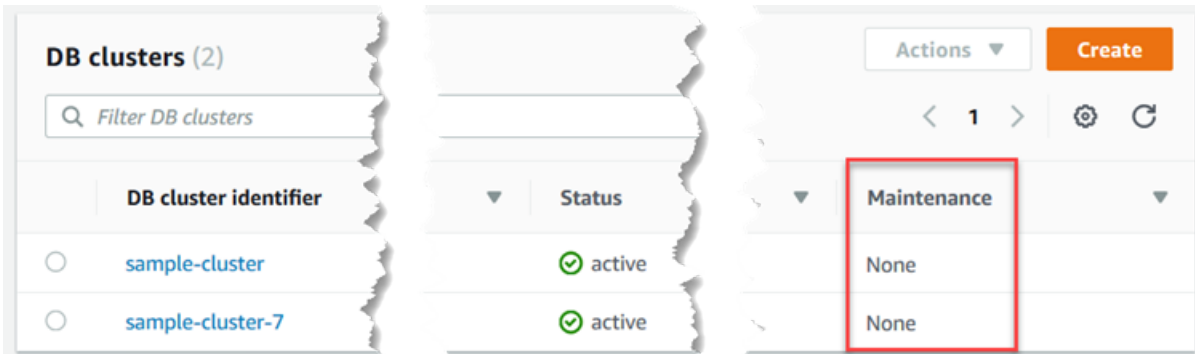 DB clusters (2)
Actions
Create
Filter DB clusters
1
DB cluster identifier Status Maintenance
sample-cluster active None
sample-cluster-7 active None